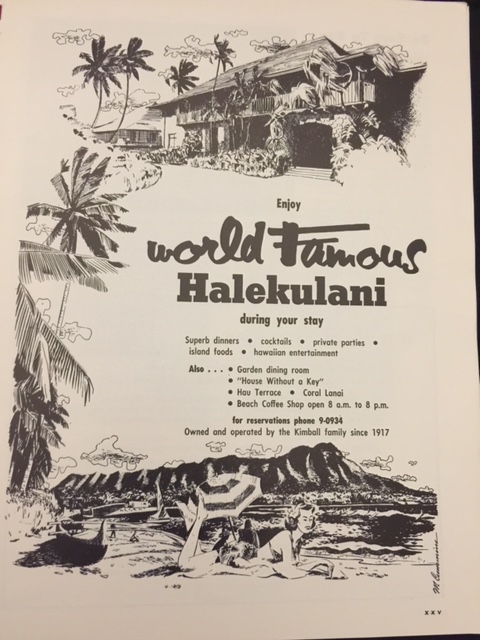 Enjoy
world Famous
Halekulani
during your stay
Superb dinners • cocktails • private parties •
island foods • hawaiian entertainment
Also . . . • Garden dining room
• "House Without a Key"
• Hau Terrace • Coral Lanai
• Beach Coffee Shop open 8 a.m. to 8 p.m.
for reservations phone 9-0934
Owned and operated by the Kimball family since 1917
XXV